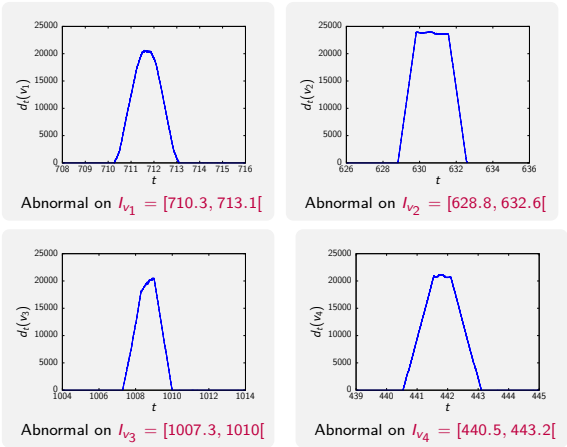 25000
20000
15000
10000
5000
0
d_t(v_1)
708 709 710 711 712 713 714 715 716
t
Abnormal on I_{v_1} = [710.3, 713.1[
25000
20000
15000
10000
5000
0
d_t(v_2)
626 628 630 632 634 636
t
Abnormal on I_{v_2} = [628.8, 632.6[
25000
20000
15000
10000
5000
0
d_t(v_3)
1004 1006 1008 1010 1012 1014
t
Abnormal on I_{v_3} = [1007.3, 1010[
25000
20000
15000
10000
5000
0
d_t(v_4)
439 440 441 442 443 444 445
t
Abnormal on I_{v_4} = [440.5, 443.2[